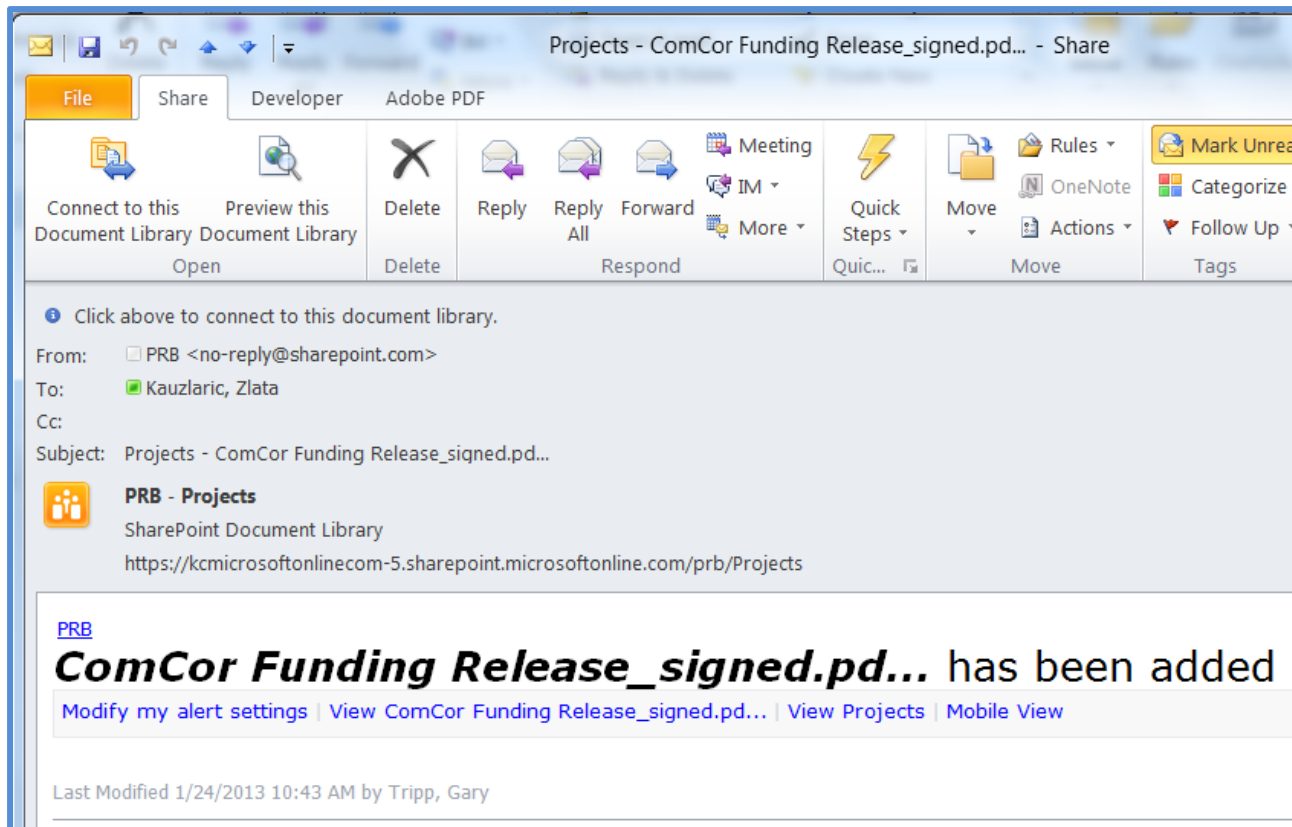 Projects - ComCor Funding Release_signed.pd... - Share
File Share Developer Adobe PDF
Connect to this Document Library
Preview this Document Library
Open
Delete
Delete
Reply
Reply All
Forward
Meeting
IM
More
Respond
Quick Steps
Quic...
Move
Rules
OneNote
Actions
Move
Mark Unrea
Categorize
Follow Up
Tags
Click above to connect to this document library.
From: PRB <no-reply@sharepoint.com>
To: Kauzlaric, Zlata
Cc:
Subject: Projects - ComCor Funding Release_signed.pd...
PRB - Projects
SharePoint Document Library
https://kcmicrosoftonlinecom-5.sharepoint.microsoftonline.com/prb/Projects
PRB
ComCor Funding Release_signed.pd... has been added
Modify my alert settings | View ComCor Funding Release_signed.pd... | View Projects | Mobile View
Last Modified 1/24/2013 10:43 AM by Tripp, Gary